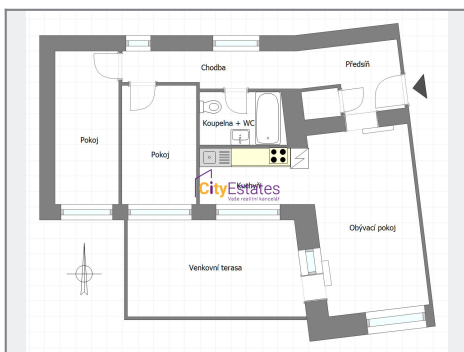 Předsíň
Chodba
Koupelna + WC
Pokoj
Pokoj
Kuchyň
CityEstates
Vaše realitní kancelář
Obývací pokoj
Venkovní terasa